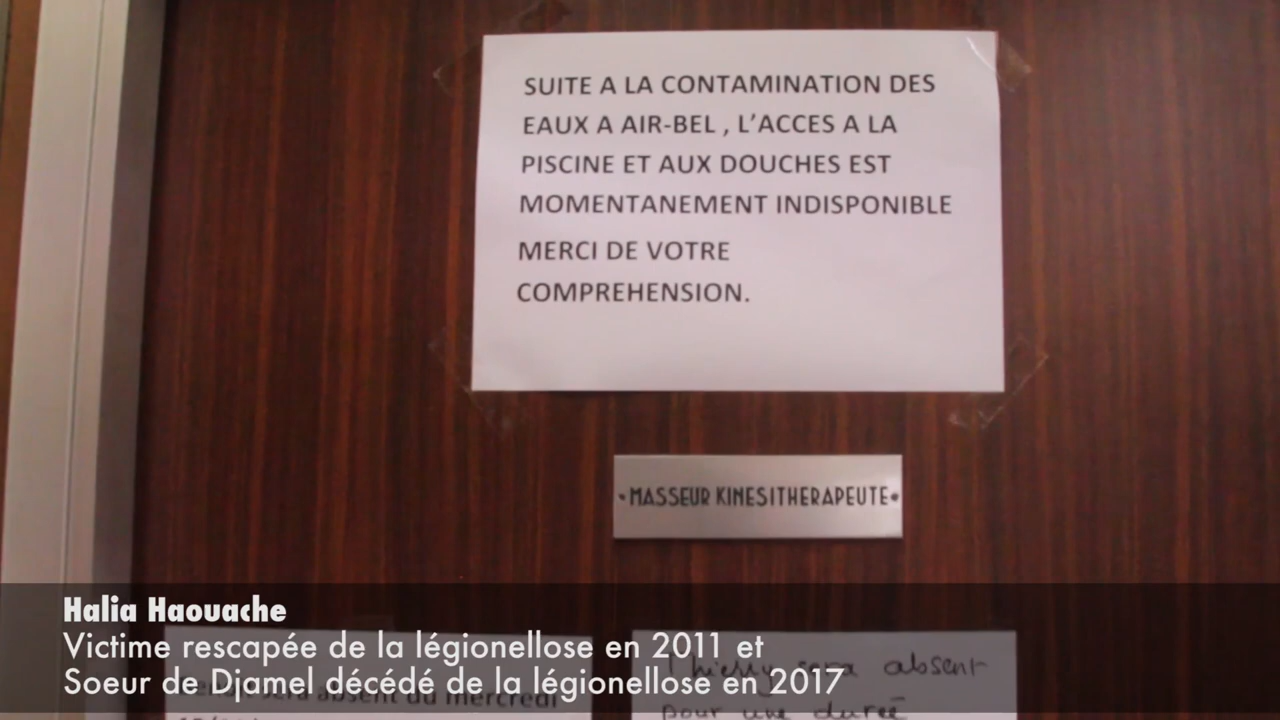 SUITE A LA CONTAMINATION DES
EAUX A AIR-BEL , L'ACCES A LA
PISCINE ET AUX DOUCHES EST
MOMENTANEMENT INDISPONIBLE
MERCI DE VOTRE
COMPREHENSION.
• MASSEUR KINESITHERAPEUTE •
Halia Haouache
Victime rescapée de la légionellose en 2011 et
Soeur de Djamel décédé de la légionellose en 2017
sera absent du mercredi
Thierry sera absent
pour une durée